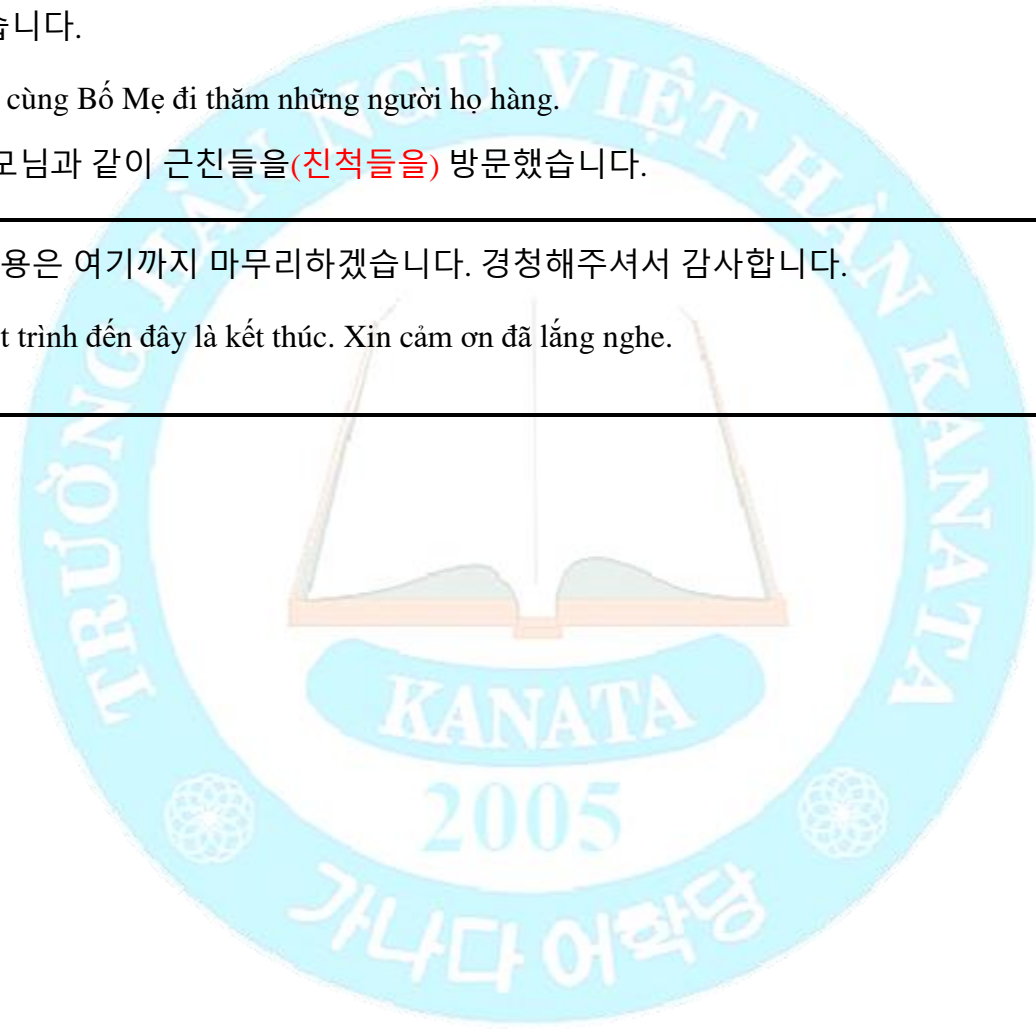 습니다.
cùng Bố Mẹ đi thăm những người họ hàng.
모님과 같이 근친들을(친척들을) 방문했습니다.
용은 여기까지 마무리하겠습니다. 경청해주셔서 감사합니다.
t trình đến đây là kết thúc. Xin cảm ơn đã lắng nghe.
TRƯỜNG HÀN NGỮ VIỆT HÀN KANATA
KANATA
2005
가나다 어학당